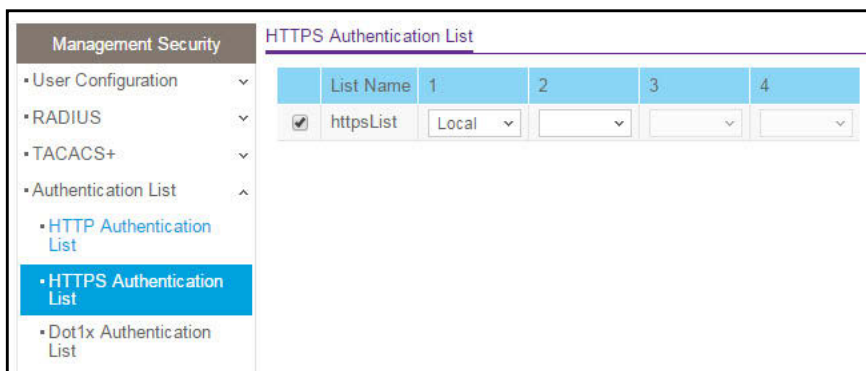 Management Security
User Configuration
RADIUS
TACACS+
Authentication List
HTTP Authentication
List
HTTPS Authentication
List
Dot1x Authentication
List
HTTPS Authentication List
List Name 1 2 3 4
httpsList Local